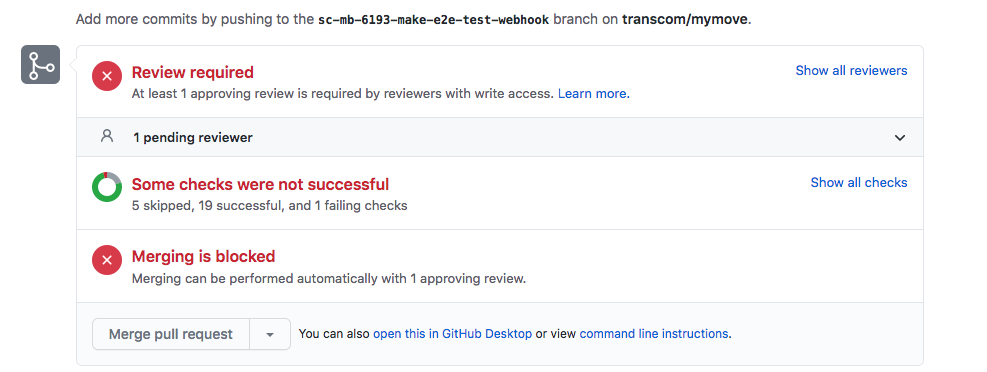 Add more commits by pushing to the sc-mb-6193-make-e2e-test-webhook branch on transcom/mymove.
Review required
Show all reviewers
At least 1 approving review is required by reviewers with write access. Learn more.
1 pending reviewer
Some checks were not successful
Show all checks
5 skipped, 19 successful, and 1 failing checks
Merging is blocked
Merging can be performed automatically with 1 approving review.
Merge pull request
You can also open this in GitHub Desktop or view command line instructions.